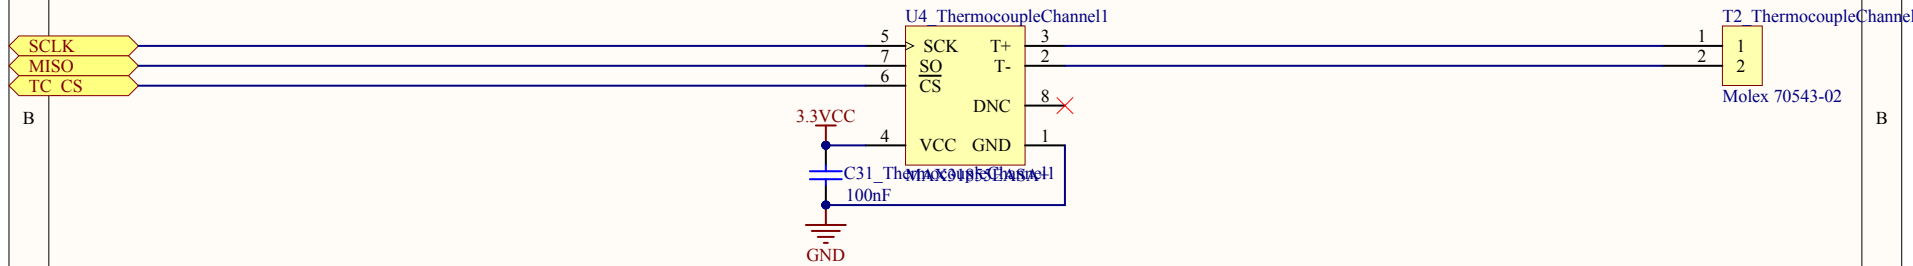 U4_ThermocoupleChannel1
T2_ThermocoupleChannel
SCLK
5
SCK
T+
3
1
1
MISO
7
SO
T-
2
2
2
TC_CS
6
CS
DNC
8
Molex 70543-02
B
B
3.3VCC
4
VCC
GND
1
C31_ThermocoupleChannel1
100nF
GND